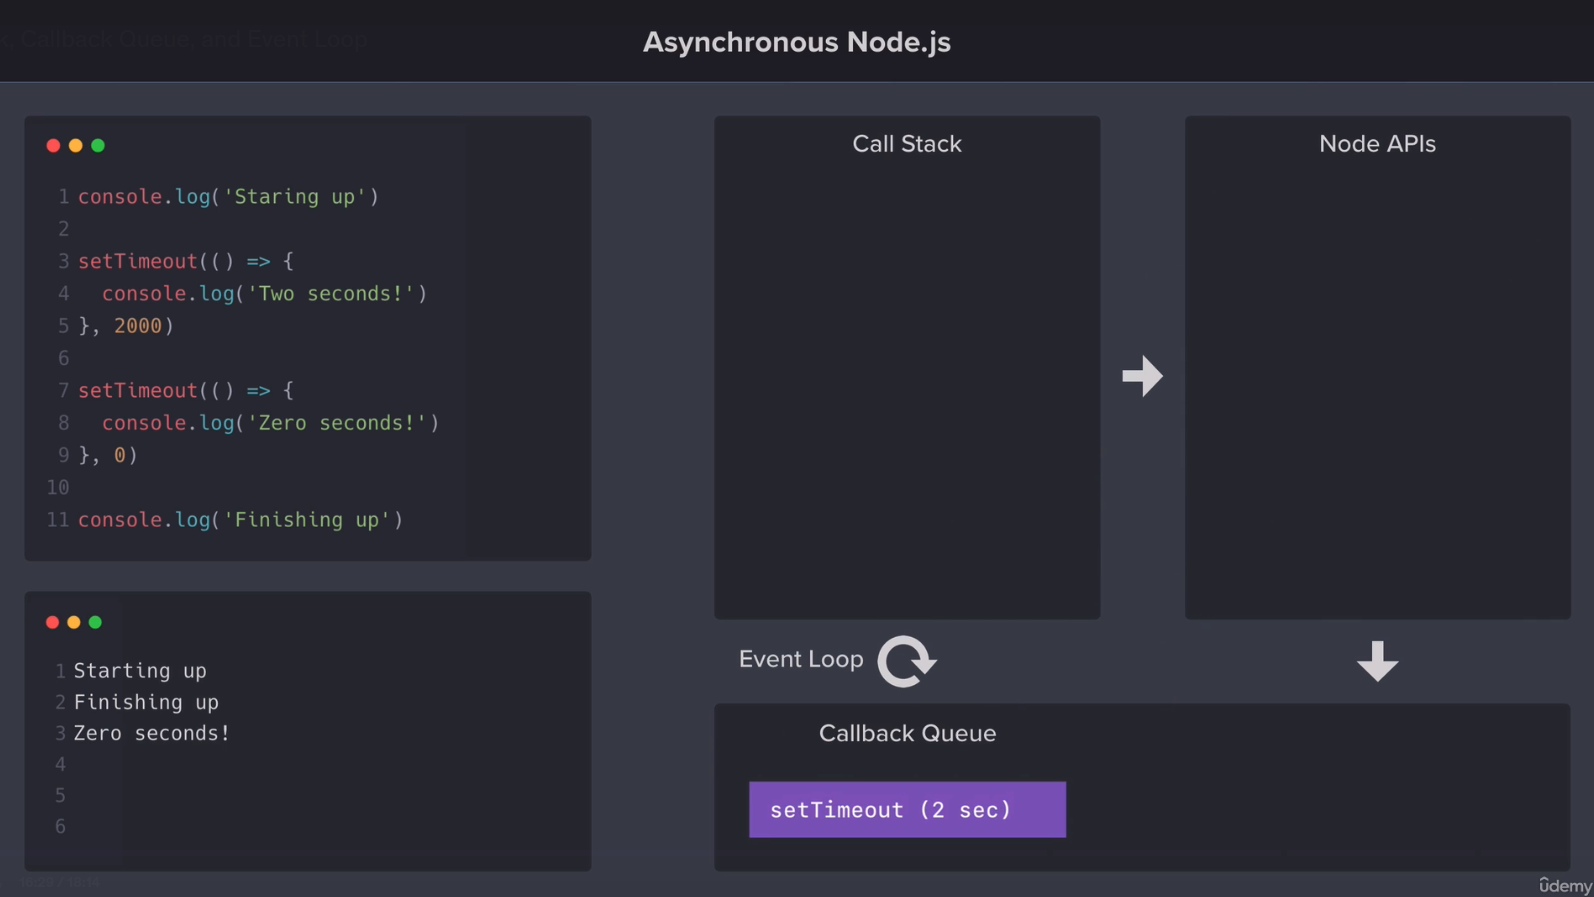 k, Callback Queue, and Event Loop
Asynchronous Node.js
1 console.log('Staring up')
2
3 setTimeout(() => {
4 console.log('Two seconds!')
5 }, 2000)
6
7 setTimeout(() => {
8 console.log('Zero seconds!')
9 }, 0)
10
11 console.log('Finishing up')
1 Starting up
2 Finishing up
3 Zero seconds!
4
5
6
Call Stack
Node APIs
Event Loop
Callback Queue
setTimeout (2 sec)
ûdemy